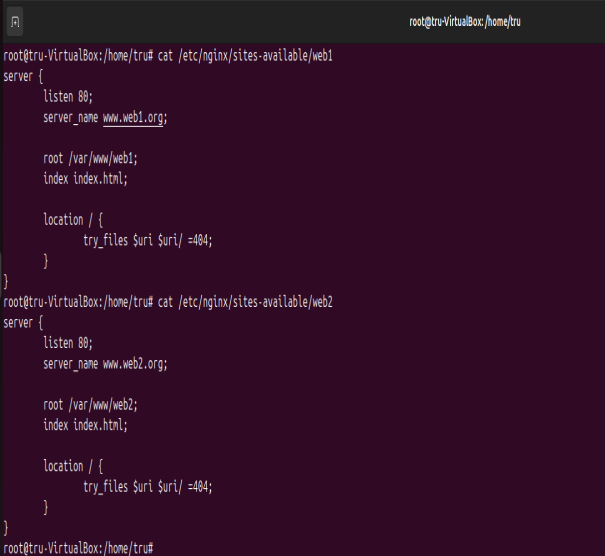 root@tru-VirtualBox: /home/tru
root@tru-VirtualBox:/home/tru# cat /etc/nginx/sites-available/web1
server {
        listen 80;
        server_name www.web1.org;

        root /var/www/web1;
        index index.html;

        location / {
                try_files $uri $uri/ =404;
        }
}
root@tru-VirtualBox:/home/tru# cat /etc/nginx/sites-available/web2
server {
        listen 80;
        server_name www.web2.org;

        root /var/www/web2;
        index index.html;

        location / {
                try_files $uri $uri/ =404;
        }
}
root@tru-VirtualBox:/home/tru#